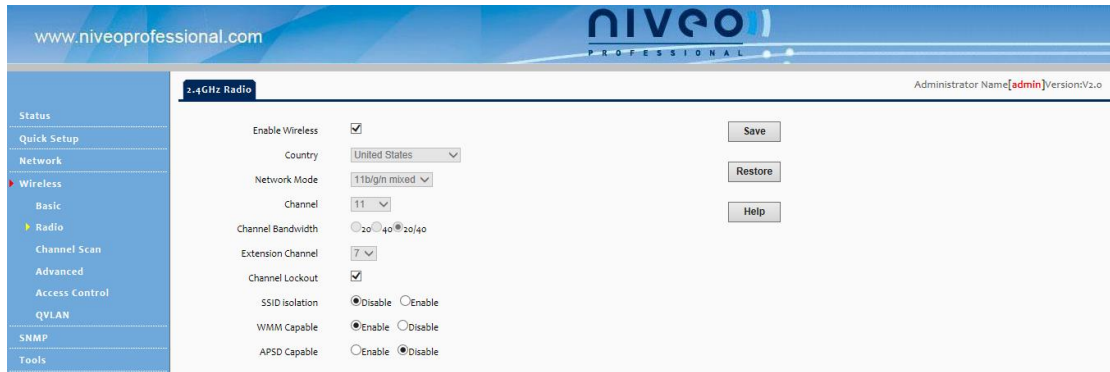 www.niveoprofessional.com
niveo
PROFESSIONAL
2.4GHz Radio
Administrator Name[admin]Version:V2.0
Status
Quick Setup
Network
Wireless
Basic
Radio
Channel Scan
Advanced
Access Control
QVLAN
SNMP
Tools
Enable Wireless
Country United States
Network Mode 11b/g/n mixed
Channel 11
Channel Bandwidth 20 40 20/40
Extension Channel 7
Channel Lockout
SSID isolation Disable Enable
WMM Capable Enable Disable
APSD Capable Enable Disable
Save
Restore
Help